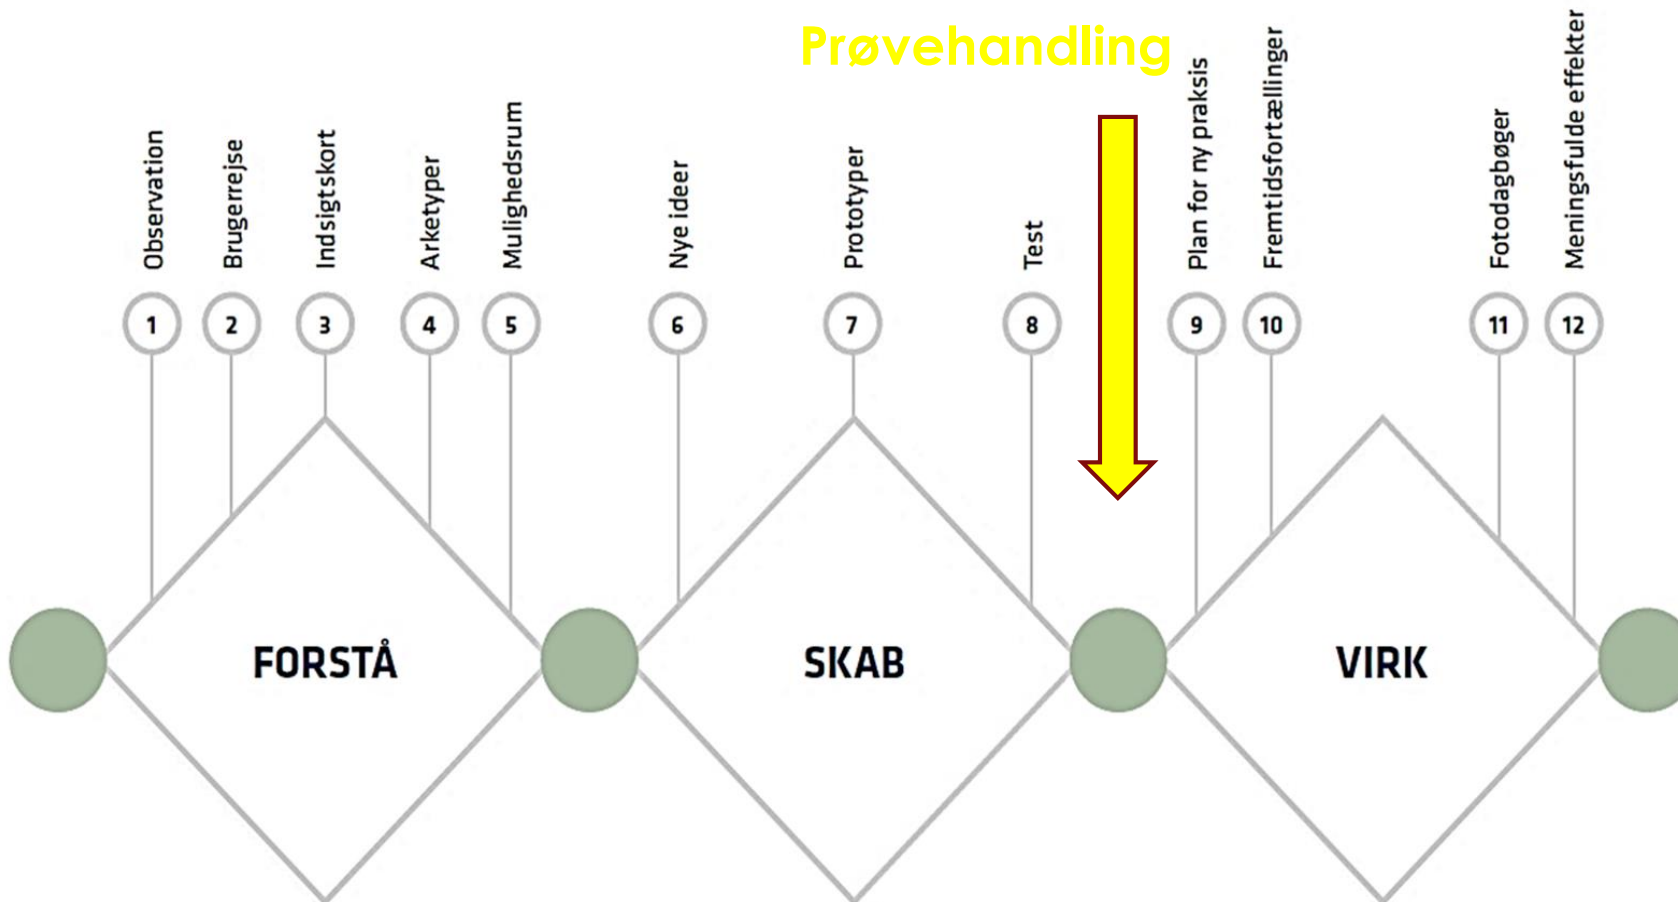 Prøvehandling
Observation
Brugerrejse
Indsigtskort
Arketyper
Mulighedsrum
Nye ideer
Prototyper
Test
Plan for ny praksis
Fremtidsfortællinger
Fotodagbøger
Meningsfulde effekter
1
2
3
4
5
6
7
8
9
10
11
12
FORSTÅ
SKAB
VIRK